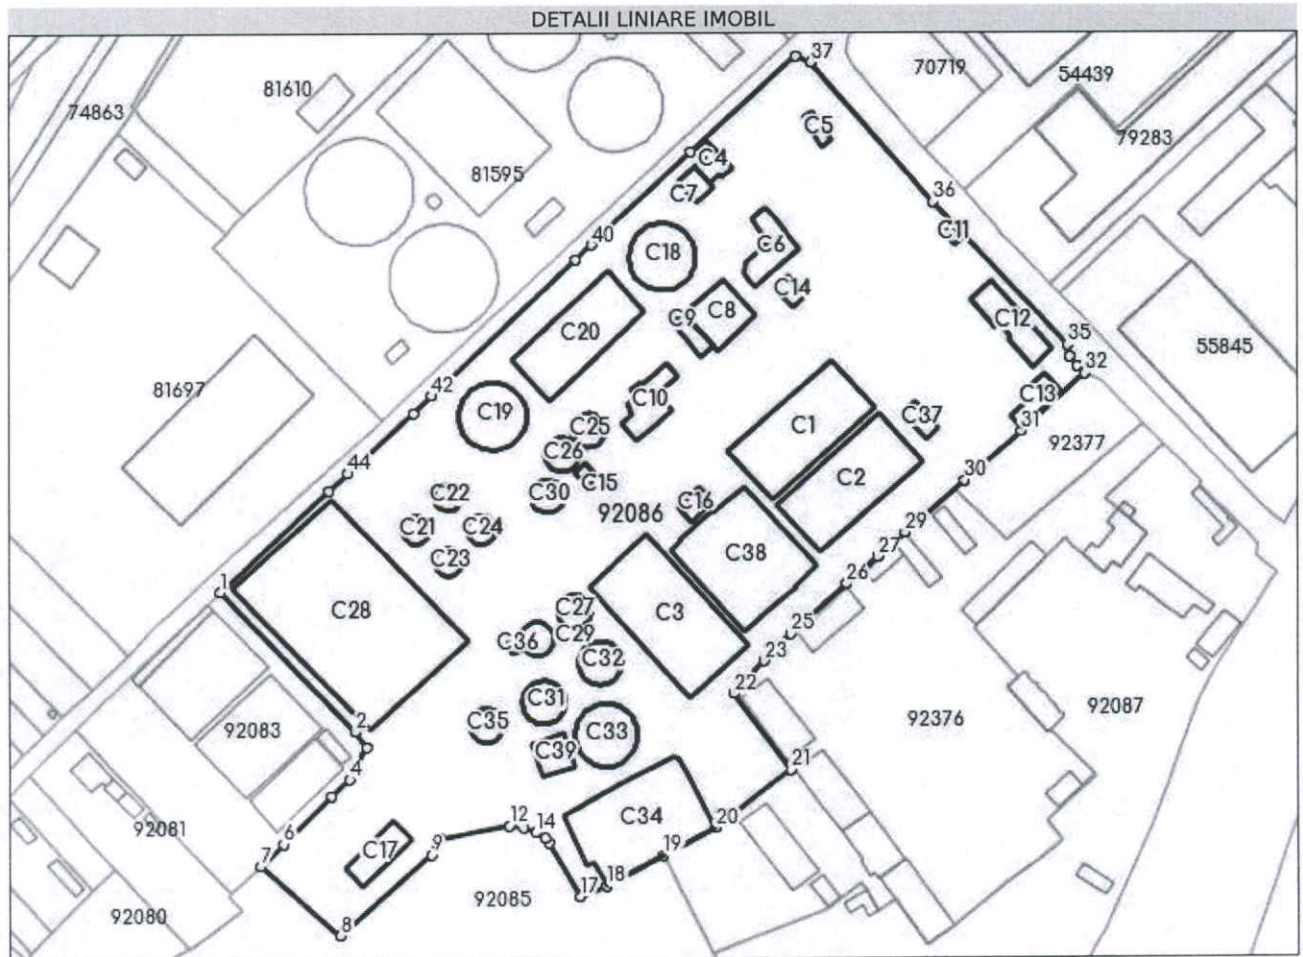 DETALII LINIARE IMOBIL
37
70719
54439
81610
74863
79283
C5
C4
81595
C7
36
C11
40
C18
C6
C14
C8
C9
C12
C20
35
55845
32
81697
42
C10
C13
C19
C1
C37
31
C25
92377
C26
44
C2
30
C15
C22
C30
C16
92086
C21
C24
29
C38
27
C23
26
1
C28
C27
C3
25
C29
C36
C32
23
22
C31
92087
92376
C35
2
92083
C33
C39
21
4
C34
12
20
92081
14
6
9
C17
19
7
18
17
92085
92080
8